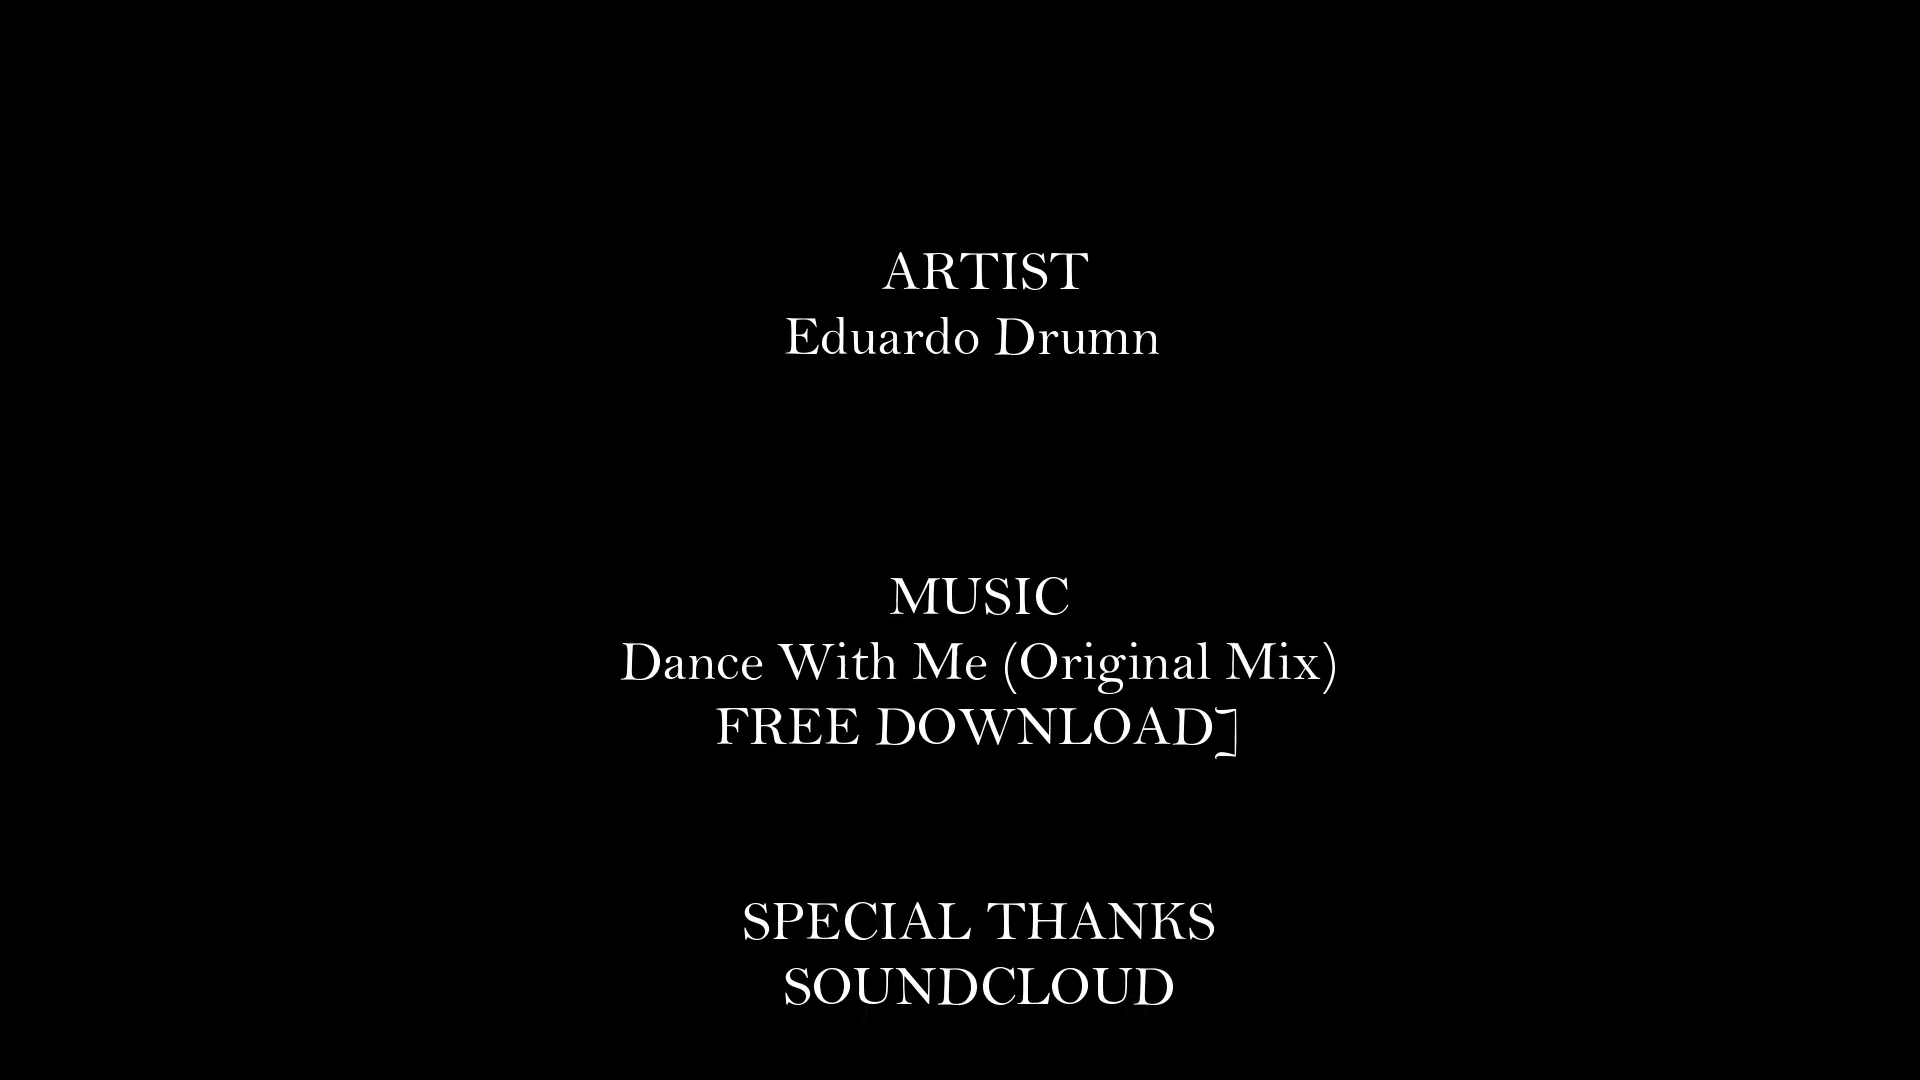 ARTIST
Eduardo Drumn
MUSIC
Dance With Me (Original Mix)
FREE DOWNLOAD]
SPECIAL THANKS
SOUNDCLOUD